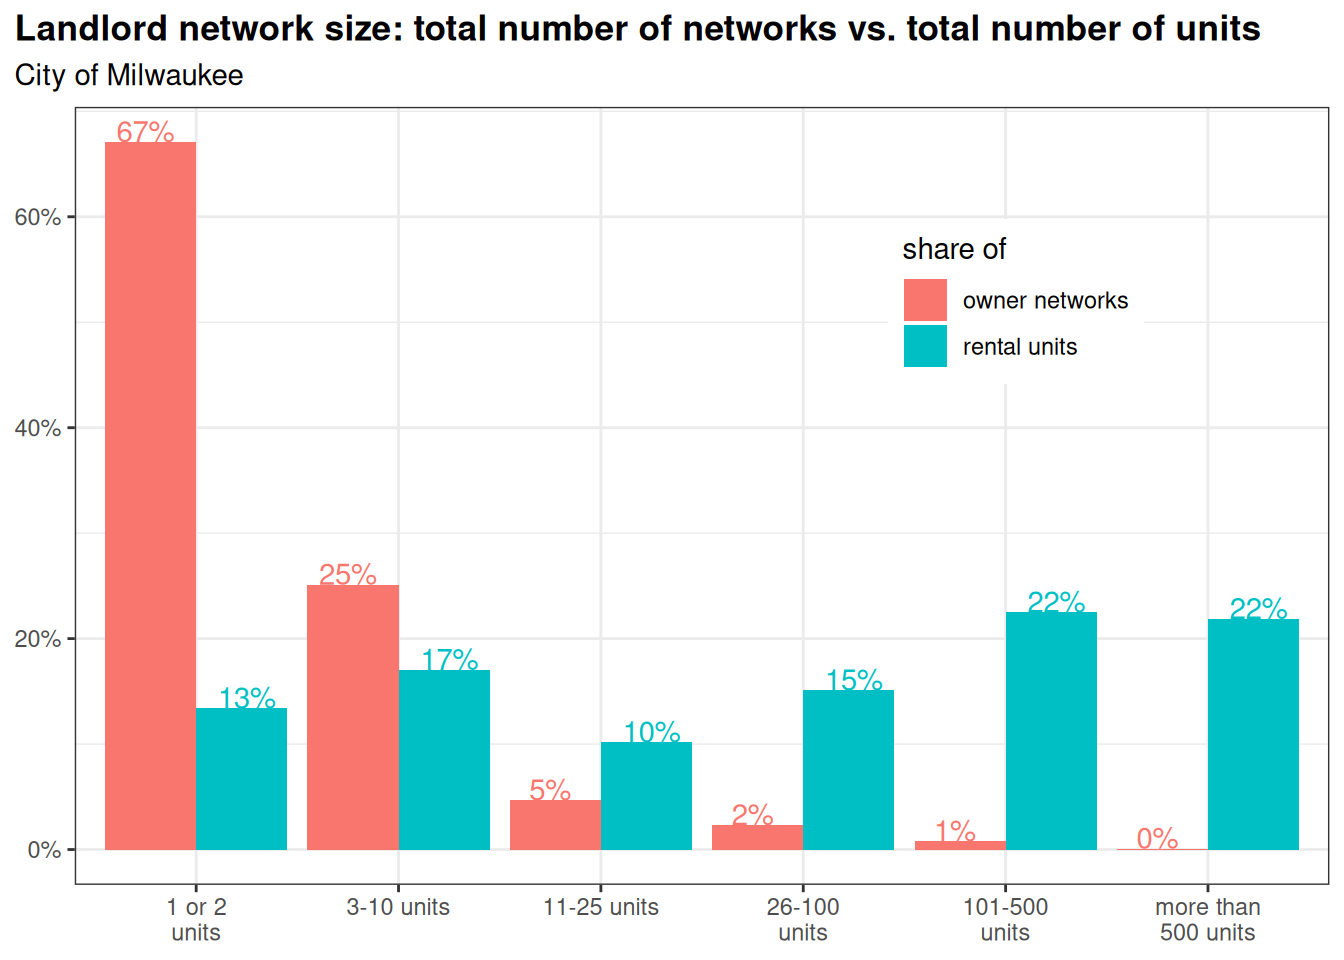 Landlord network size: total number of networks vs. total number of units
City of Milwaukee
67%
60%
share of
owner networks
rental units
40%
25%
22%
22%
20%
17%
15%
13%
10%
5%
2%
1%
0%
0%
1 or 2
units
3-10 units
11-25 units
26-100
units
101-500
units
more than
500 units